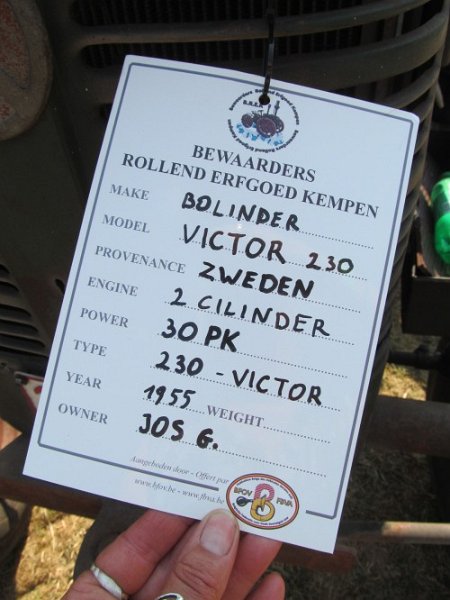 B.R.E.K
BEWAARDERS
ROLLEND ERFGOED KEMPEN
MAKE BOLINDER
MODEL VICTOR 230
PROVENANCE ZWEDEN
ENGINE 2 CILINDER
POWER 30 PK
TYPE 230 - VICTOR
YEAR 1955 WEIGHT
OWNER JOS G.
Aangeboden door - Offert par
www.bfov.be - www.fbva.be
BFOV FBVA